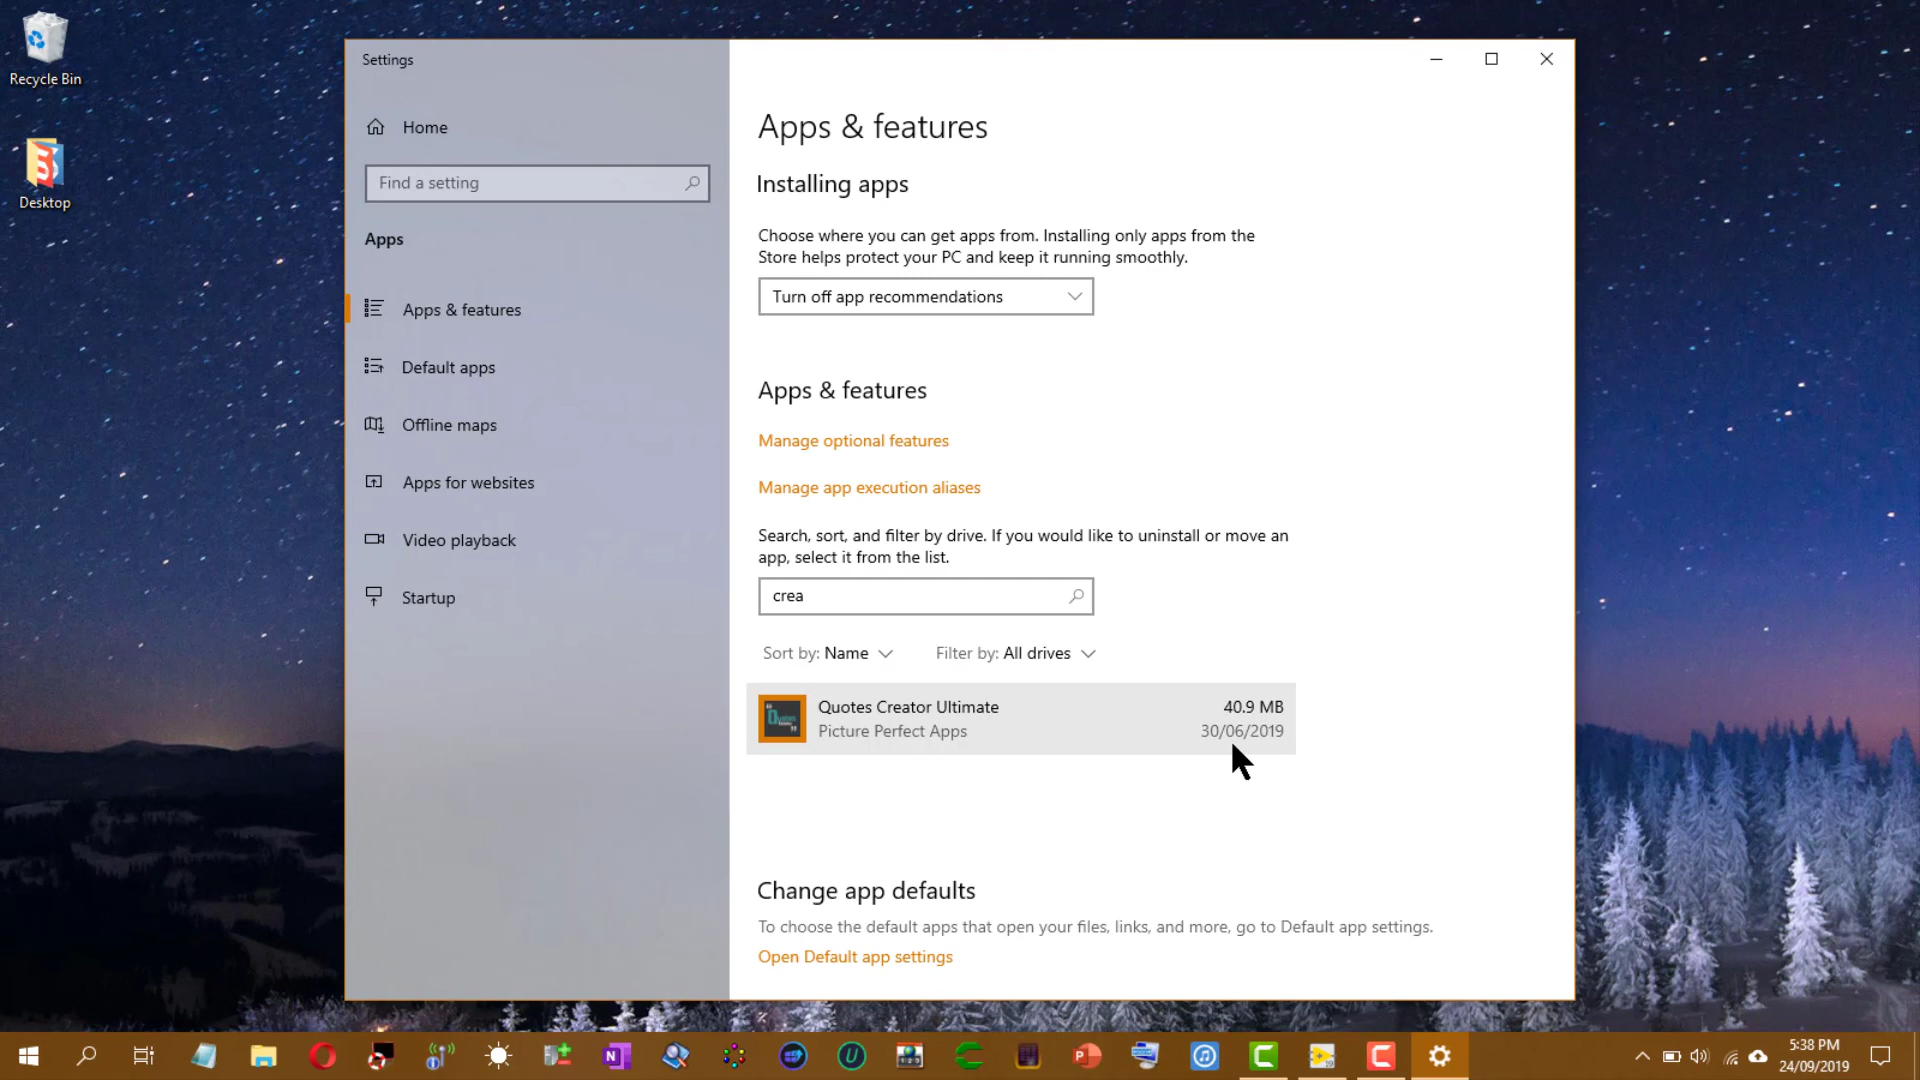 Recycle Bin
Desktop
Settings
Home
Find a setting
Apps
Apps & features
Default apps
Offline maps
Apps for websites
Video playback
Startup
Apps & features
Installing apps
Choose where you can get apps from. Installing only apps from the
Store helps protect your PC and keep it running smoothly.
Turn off app recommendations
Apps & features
Manage optional features
Manage app execution aliases
Search, sort, and filter by drive. If you would like to uninstall or move an
app, select it from the list.
crea
Sort by: Name
Filter by: All drives
Quotes Creator Ultimate
40.9 MB
Picture Perfect Apps
30/06/2019
Change app defaults
To choose the default apps that open your files, links, and more, go to Default app settings.
Open Default app settings
5:38 PM
24/09/2019